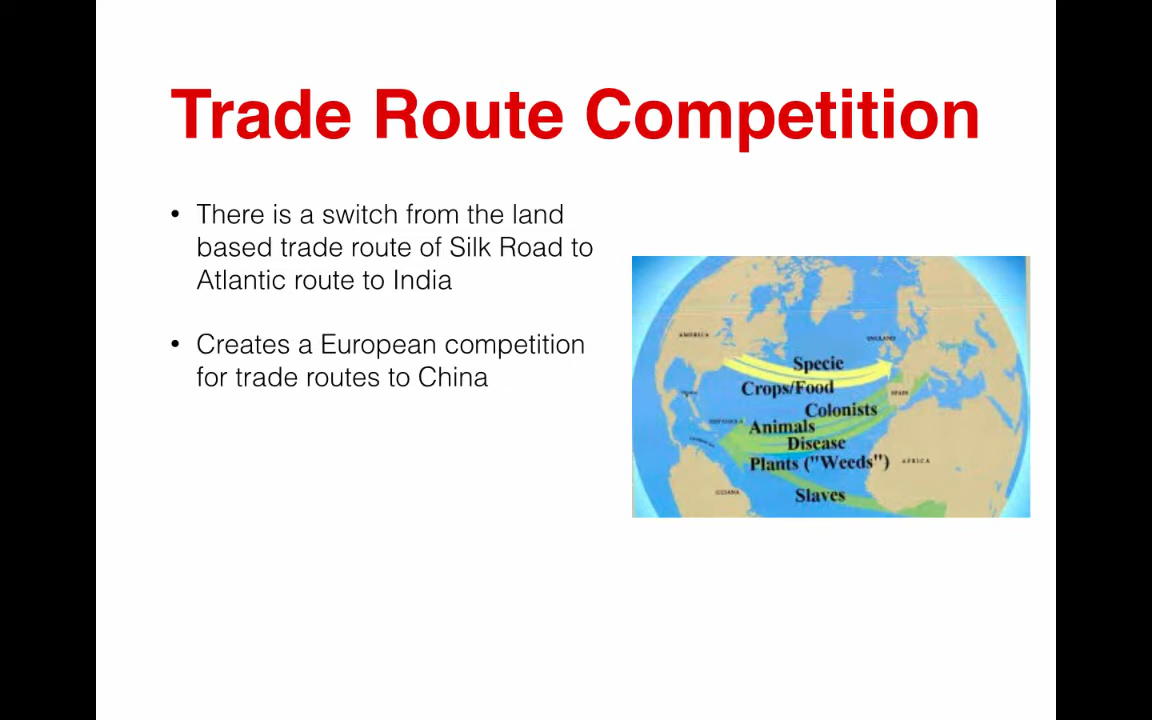 Trade Route Competition
• There is a switch from the land
based trade route of Silk Road to
Atlantic route to India
• Creates a European competition
for trade routes to China
AMERICA
ENGLAND
Specie
Crops/Food
SPAIN
Colonists
Animals
Disease
Plants ("Weeds")
AFRICA
GUIANA
Slaves